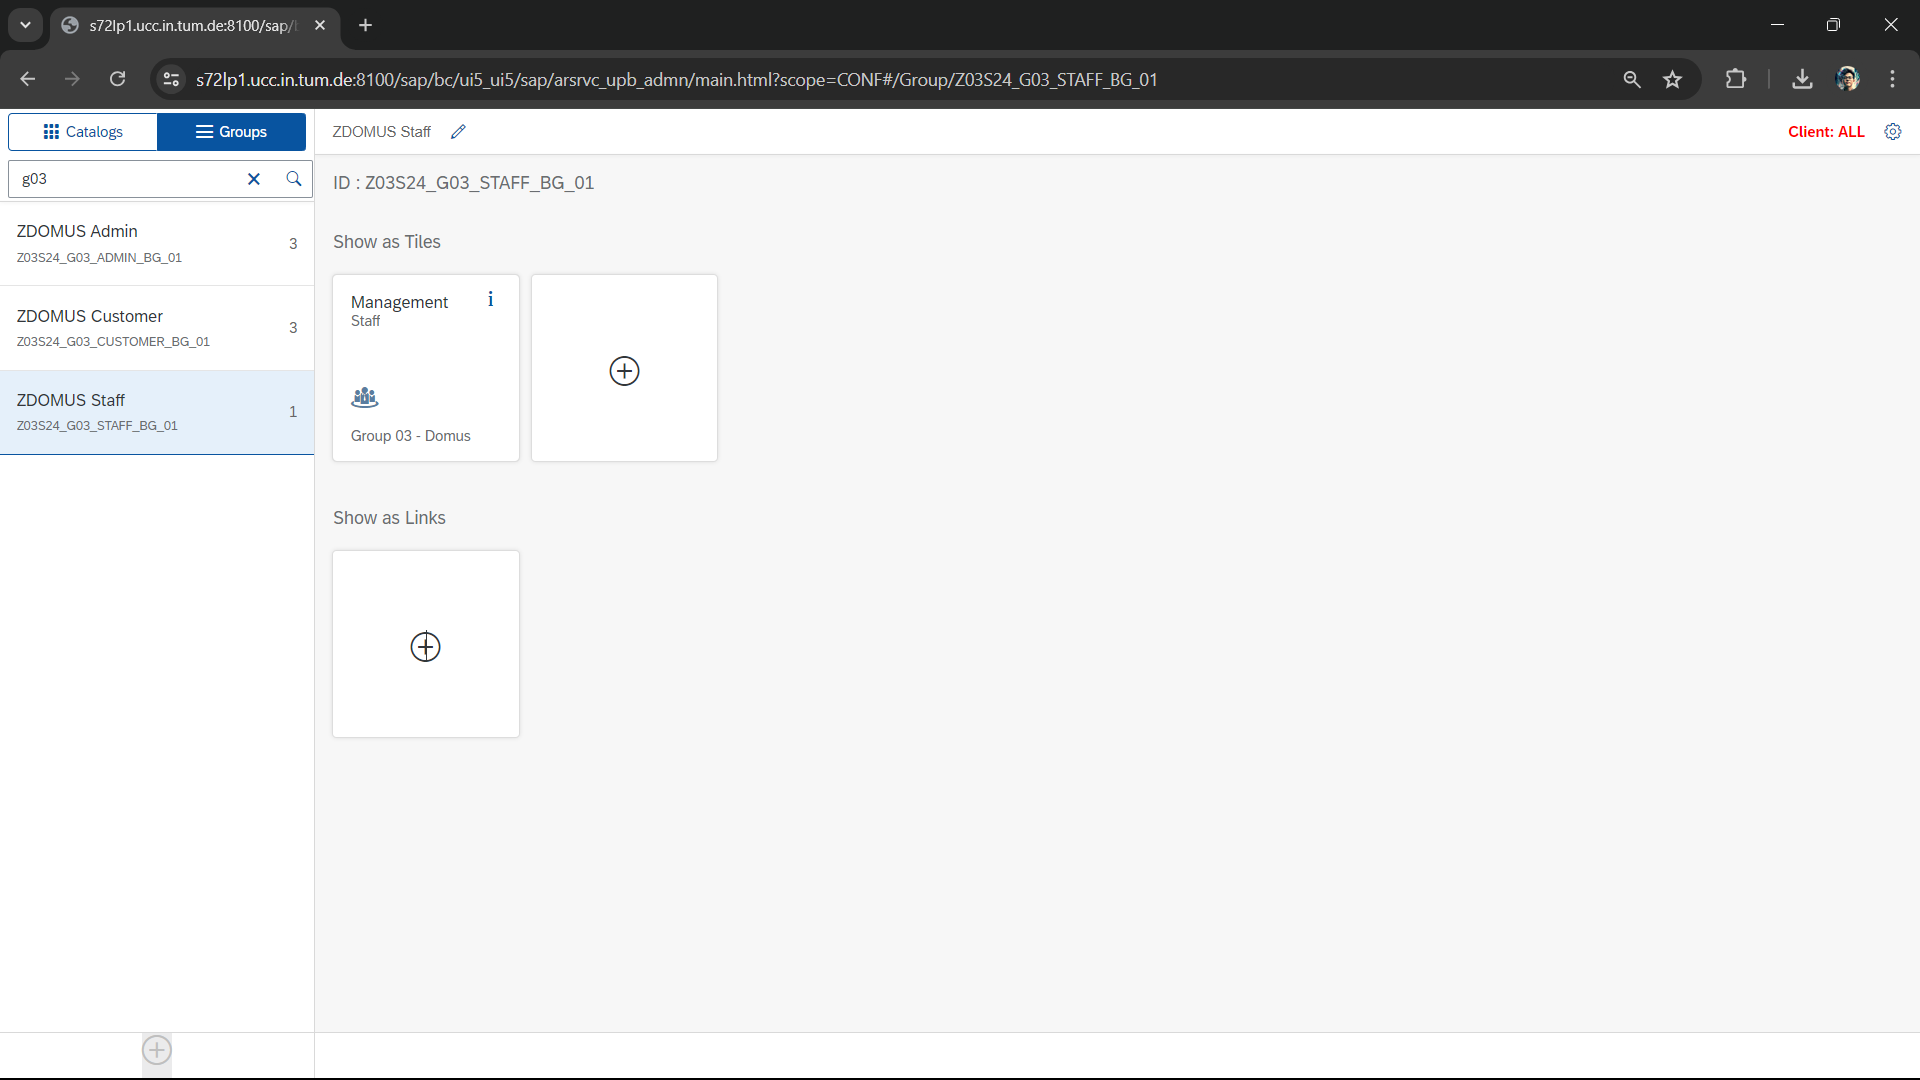 s72lp1.ucc.in.tum.de:8100/sap/b
s72lp1.ucc.in.tum.de:8100/sap/bc/ui5_ui5/sap/arsrvc_upb_admn/main.html?scope=CONF#/Group/Z03S24_G03_STAFF_BG_01
Catalogs
Groups
ZDOMUS Staff
Client: ALL
g03
ID : Z03S24_G03_STAFF_BG_01
ZDOMUS Admin
3
Z03S24_G03_ADMIN_BG_01
ZDOMUS Customer
3
Z03S24_G03_CUSTOMER_BG_01
ZDOMUS Staff
1
Z03S24_G03_STAFF_BG_01
Show as Tiles
Management
Staff
Group 03 - Domus
Show as Links